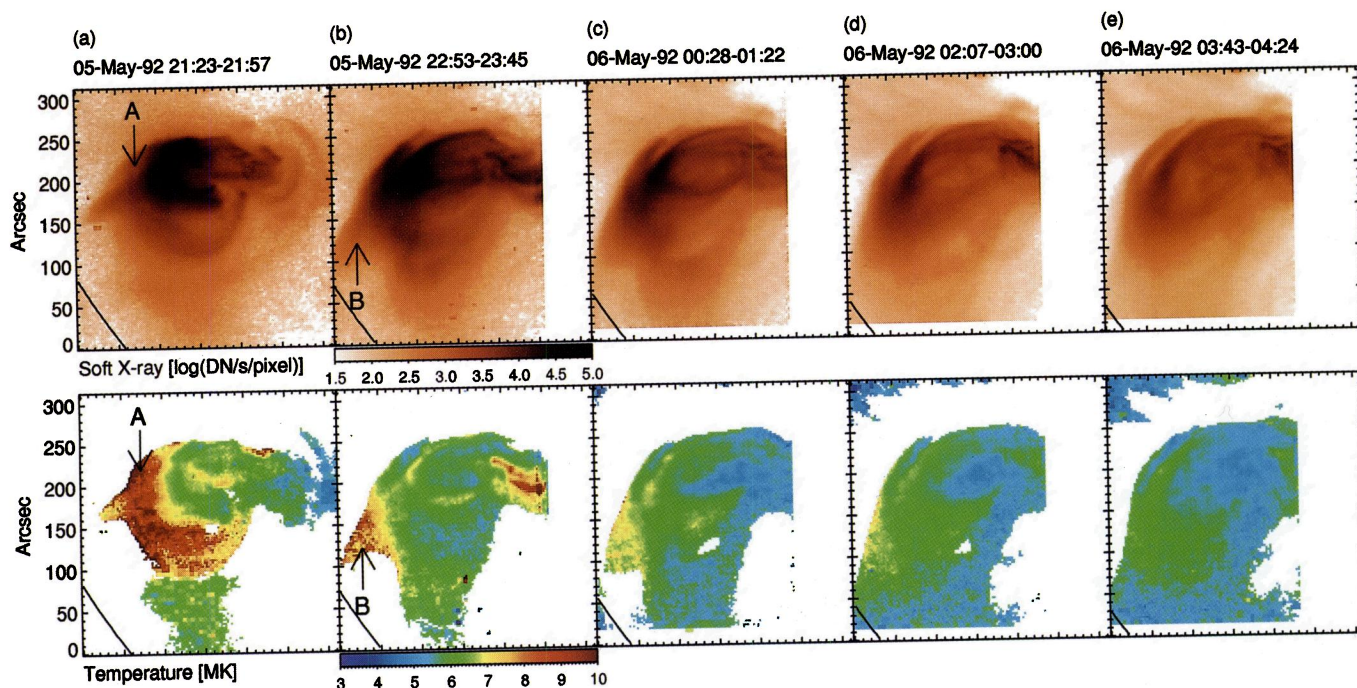 (a) (b) (c) (d) (e)
05-May-92 21:23-21:57 05-May-92 22:53-23:45 06-May-92 00:28-01:22 06-May-92 02:07-03:00 06-May-92 03:43-04:24
300
250
200
150
100
50
0
Arcsec
A
B
Soft X-ray [log(DN/s/pixel)]
1.5 2.0 2.5 3.0 3.5 4.0 4.5 5.0
300
250
200
150
100
50
0
Arcsec
A
B
Temperature [MK]
3 4 5 6 7 8 9 10